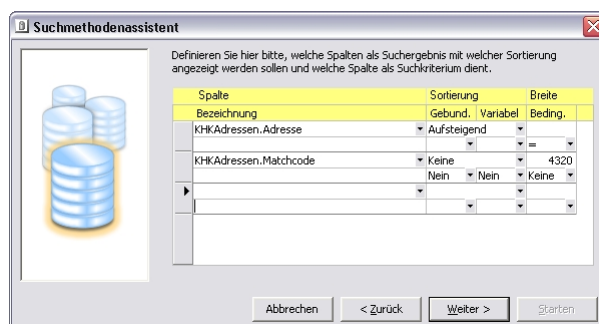 Suchmethodenassistent
Definieren Sie hier bitte, welche Spalten als Suchergebnis mit welcher Sortierung
angezeigt werden sollen und welche Spalte als Suchkriterium dient.
Spalte Sortierung Breite
Bezeichnung Gebund. Variabel Beding.
KHKAdressen.Adresse Aufsteigend
=
KHKAdressen.Matchcode Keine 4320
Nein Nein Keine
Abbrechen < Zurück Weiter > Starten